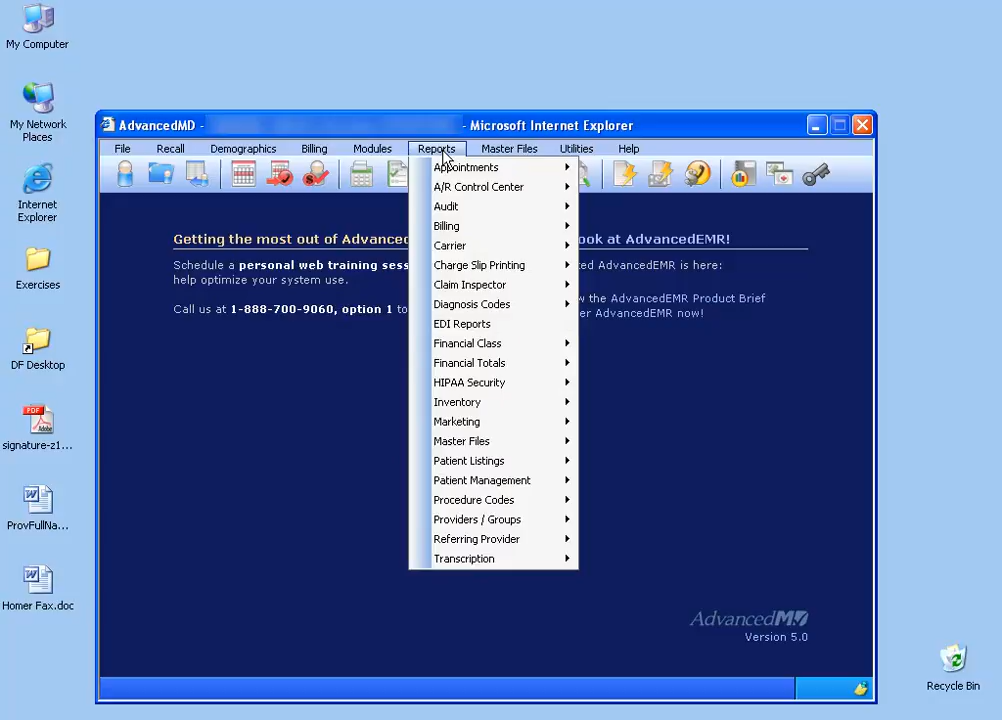 My Computer
My Network
Places
Internet
Explorer
Exercises
DF Desktop
PDF
signature-z1...
ProvFullNa...
Homer Fax.doc
AdvancedMD -
- Microsoft Internet Explorer
File Recall Demographics Billing Modules Reports Master Files Utilities Help
Appointments
A/R Control Center
Audit
Billing
Carrier
Charge Slip Printing
Claim Inspector
Diagnosis Codes
EDI Reports
Financial Class
Financial Totals
HIPAA Security
Inventory
Marketing
Master Files
Patient Listings
Patient Management
Procedure Codes
Providers / Groups
Referring Provider
Transcription
Getting the most out of Advanced
Schedule a personal web training sess
help optimize your system use.
Call us at 1-888-700-9060, option 1 to
ook at AdvancedEMR!
ed AdvancedEMR is here:
w the AdvancedEMR Product Brief
er AdvancedEMR now!
AdvancedMD
Version 5.0
Recycle Bin